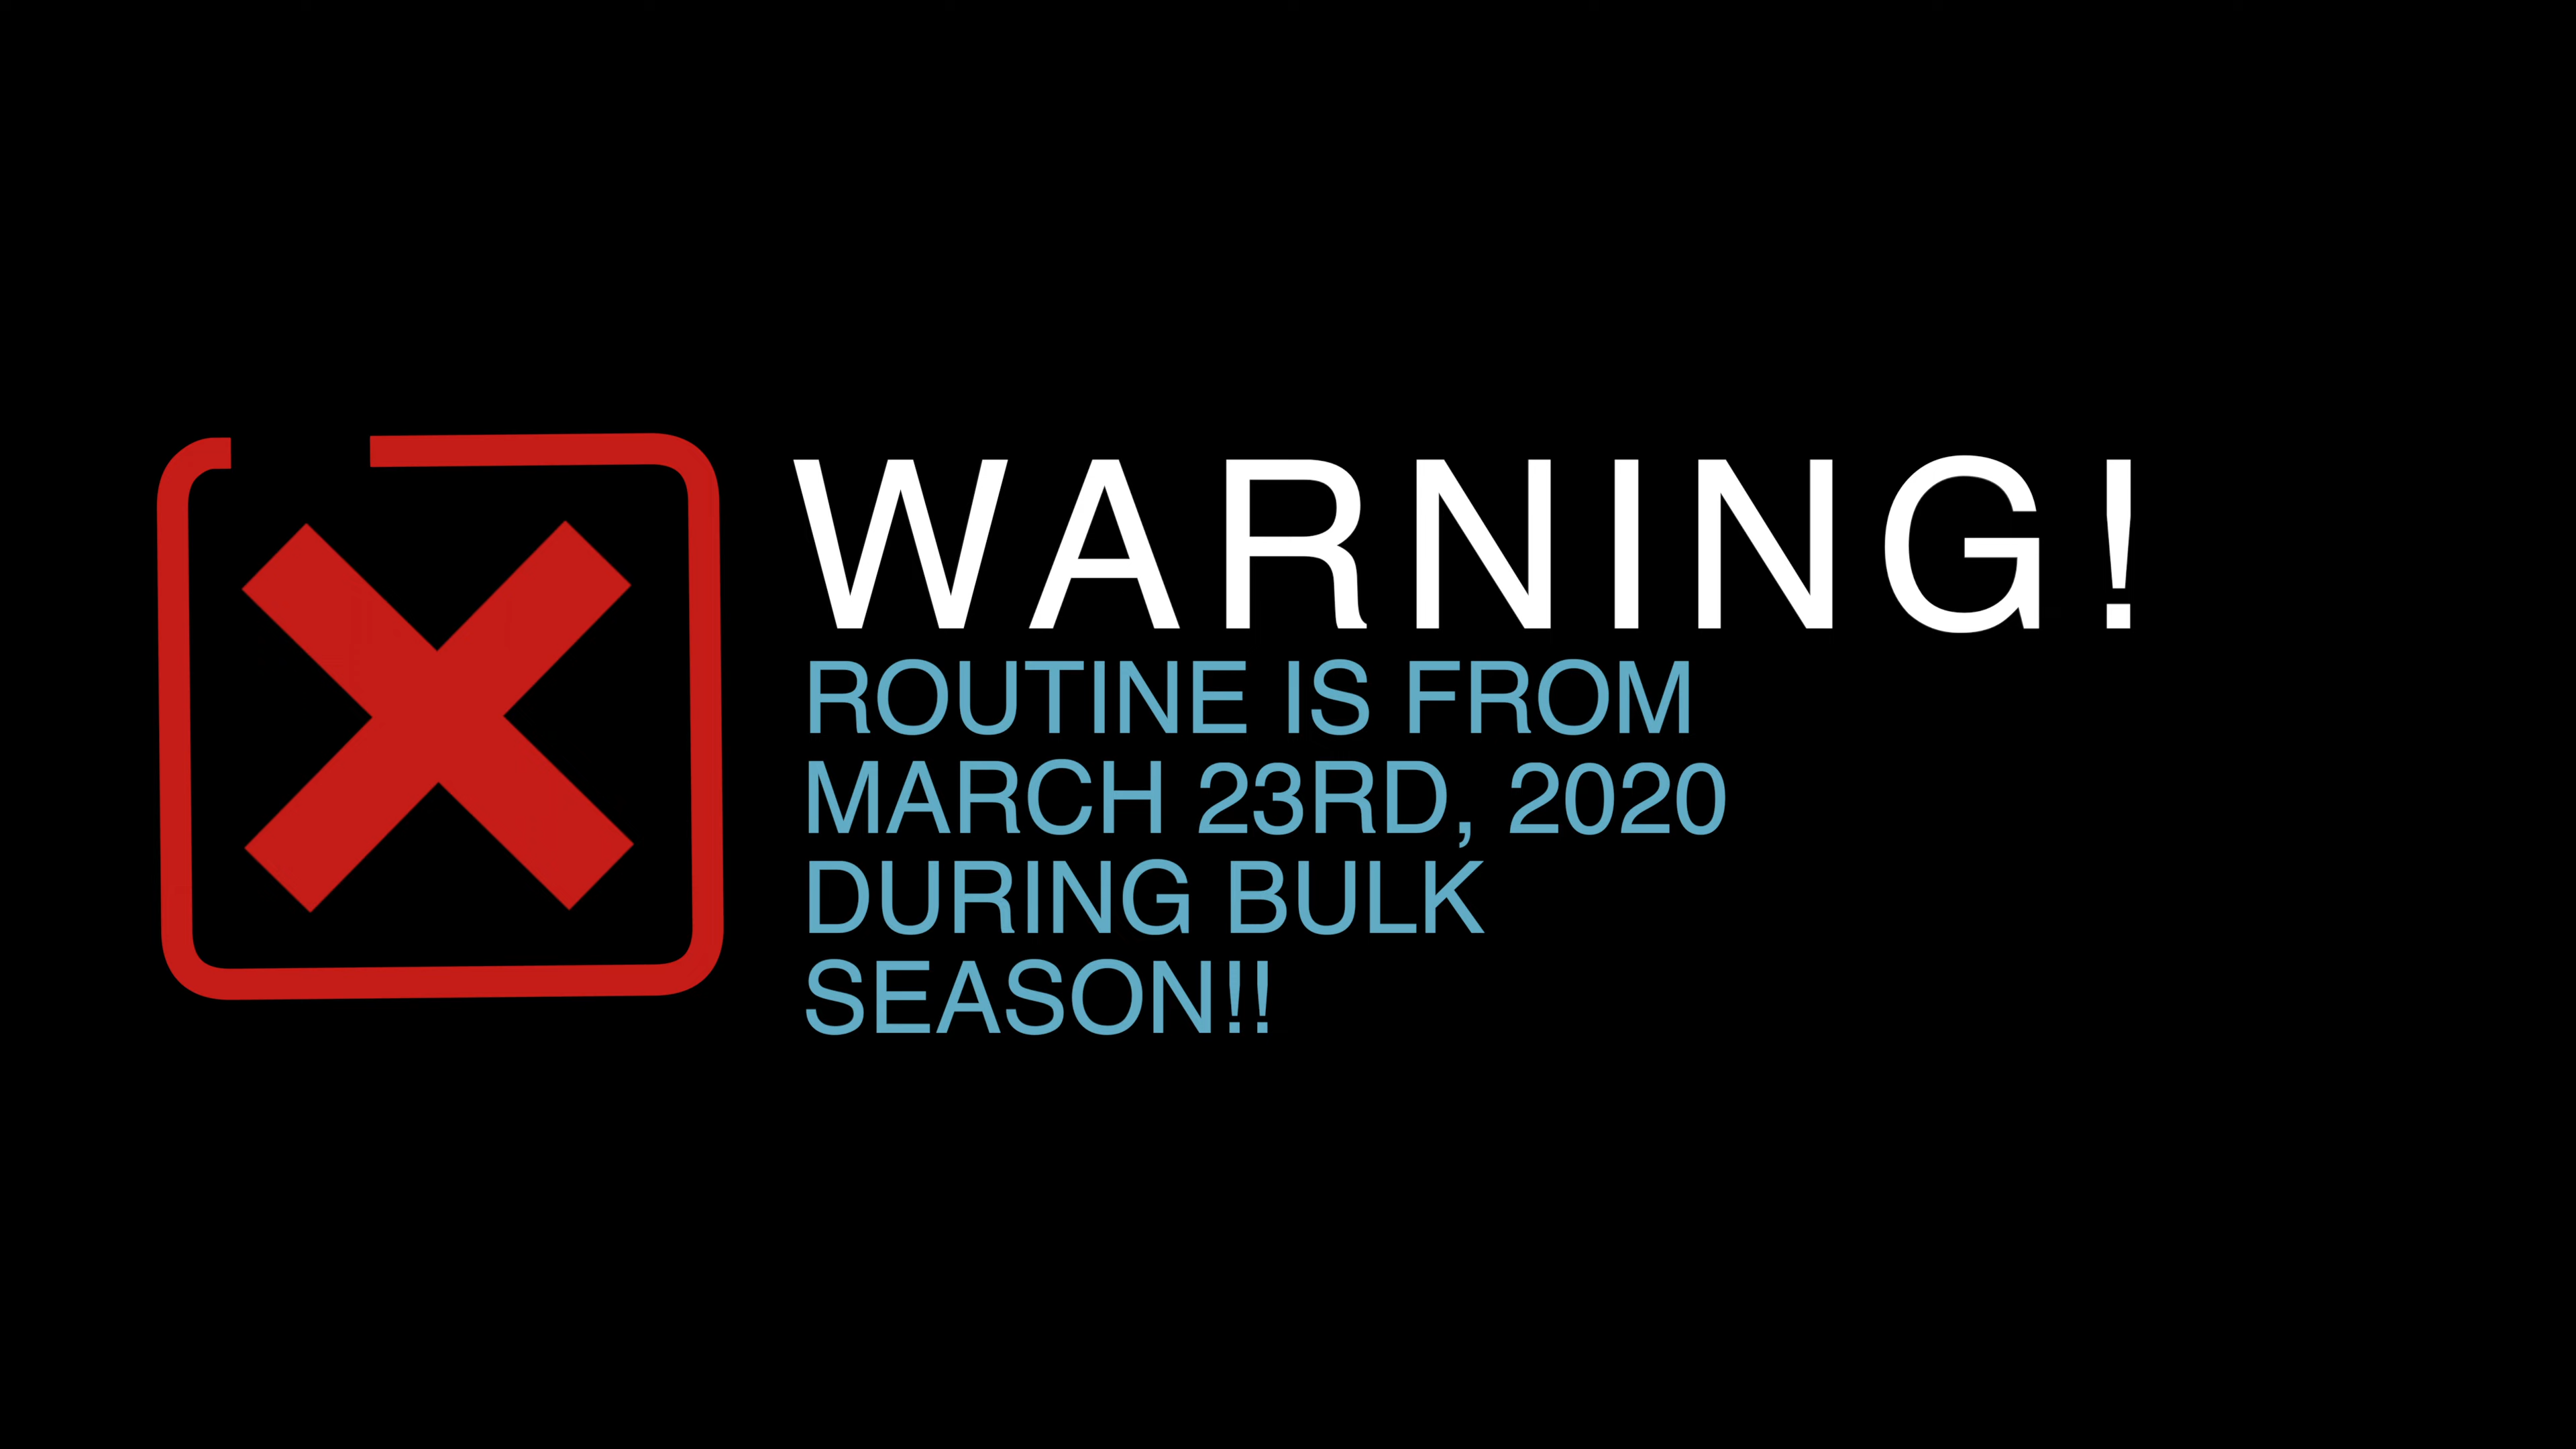 WARNING!
ROUTINE IS FROM
MARCH 23RD, 2020
DURING BULK
SEASON!!